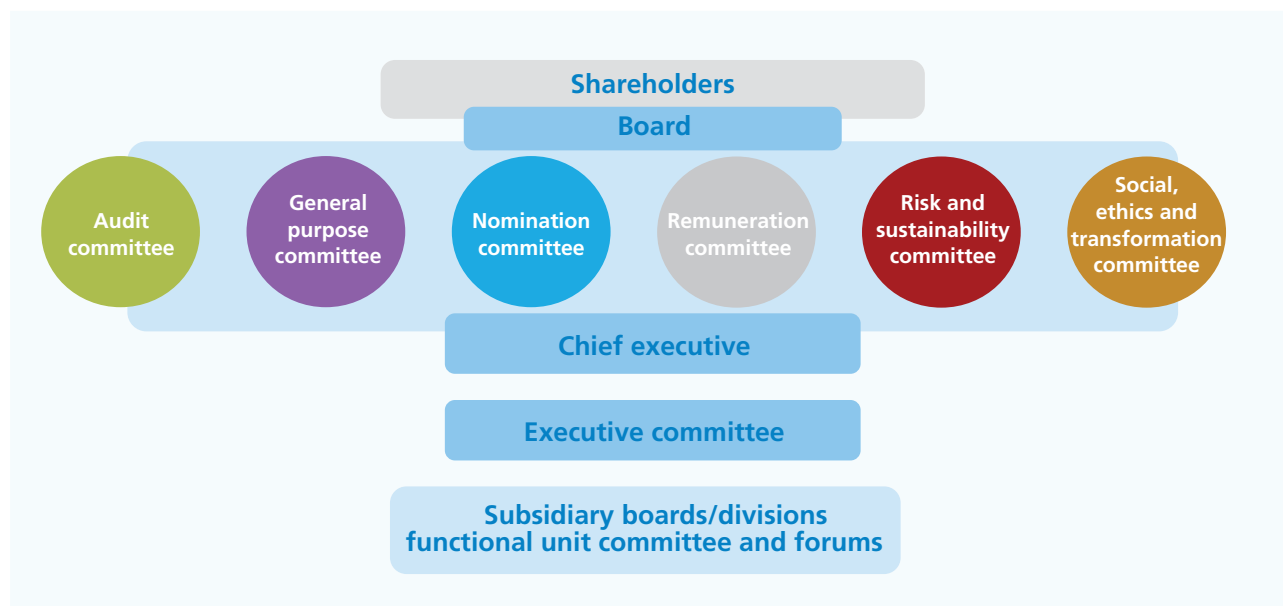 Shareholders
Board
Audit
committee
General
purpose
committee
Nomination
committee
Remuneration
committee
Risk and
sustainability
committee
Social,
ethics and
transformation
committee
Chief executive
Executive committee
Subsidiary boards/divisions
functional unit committee and forums